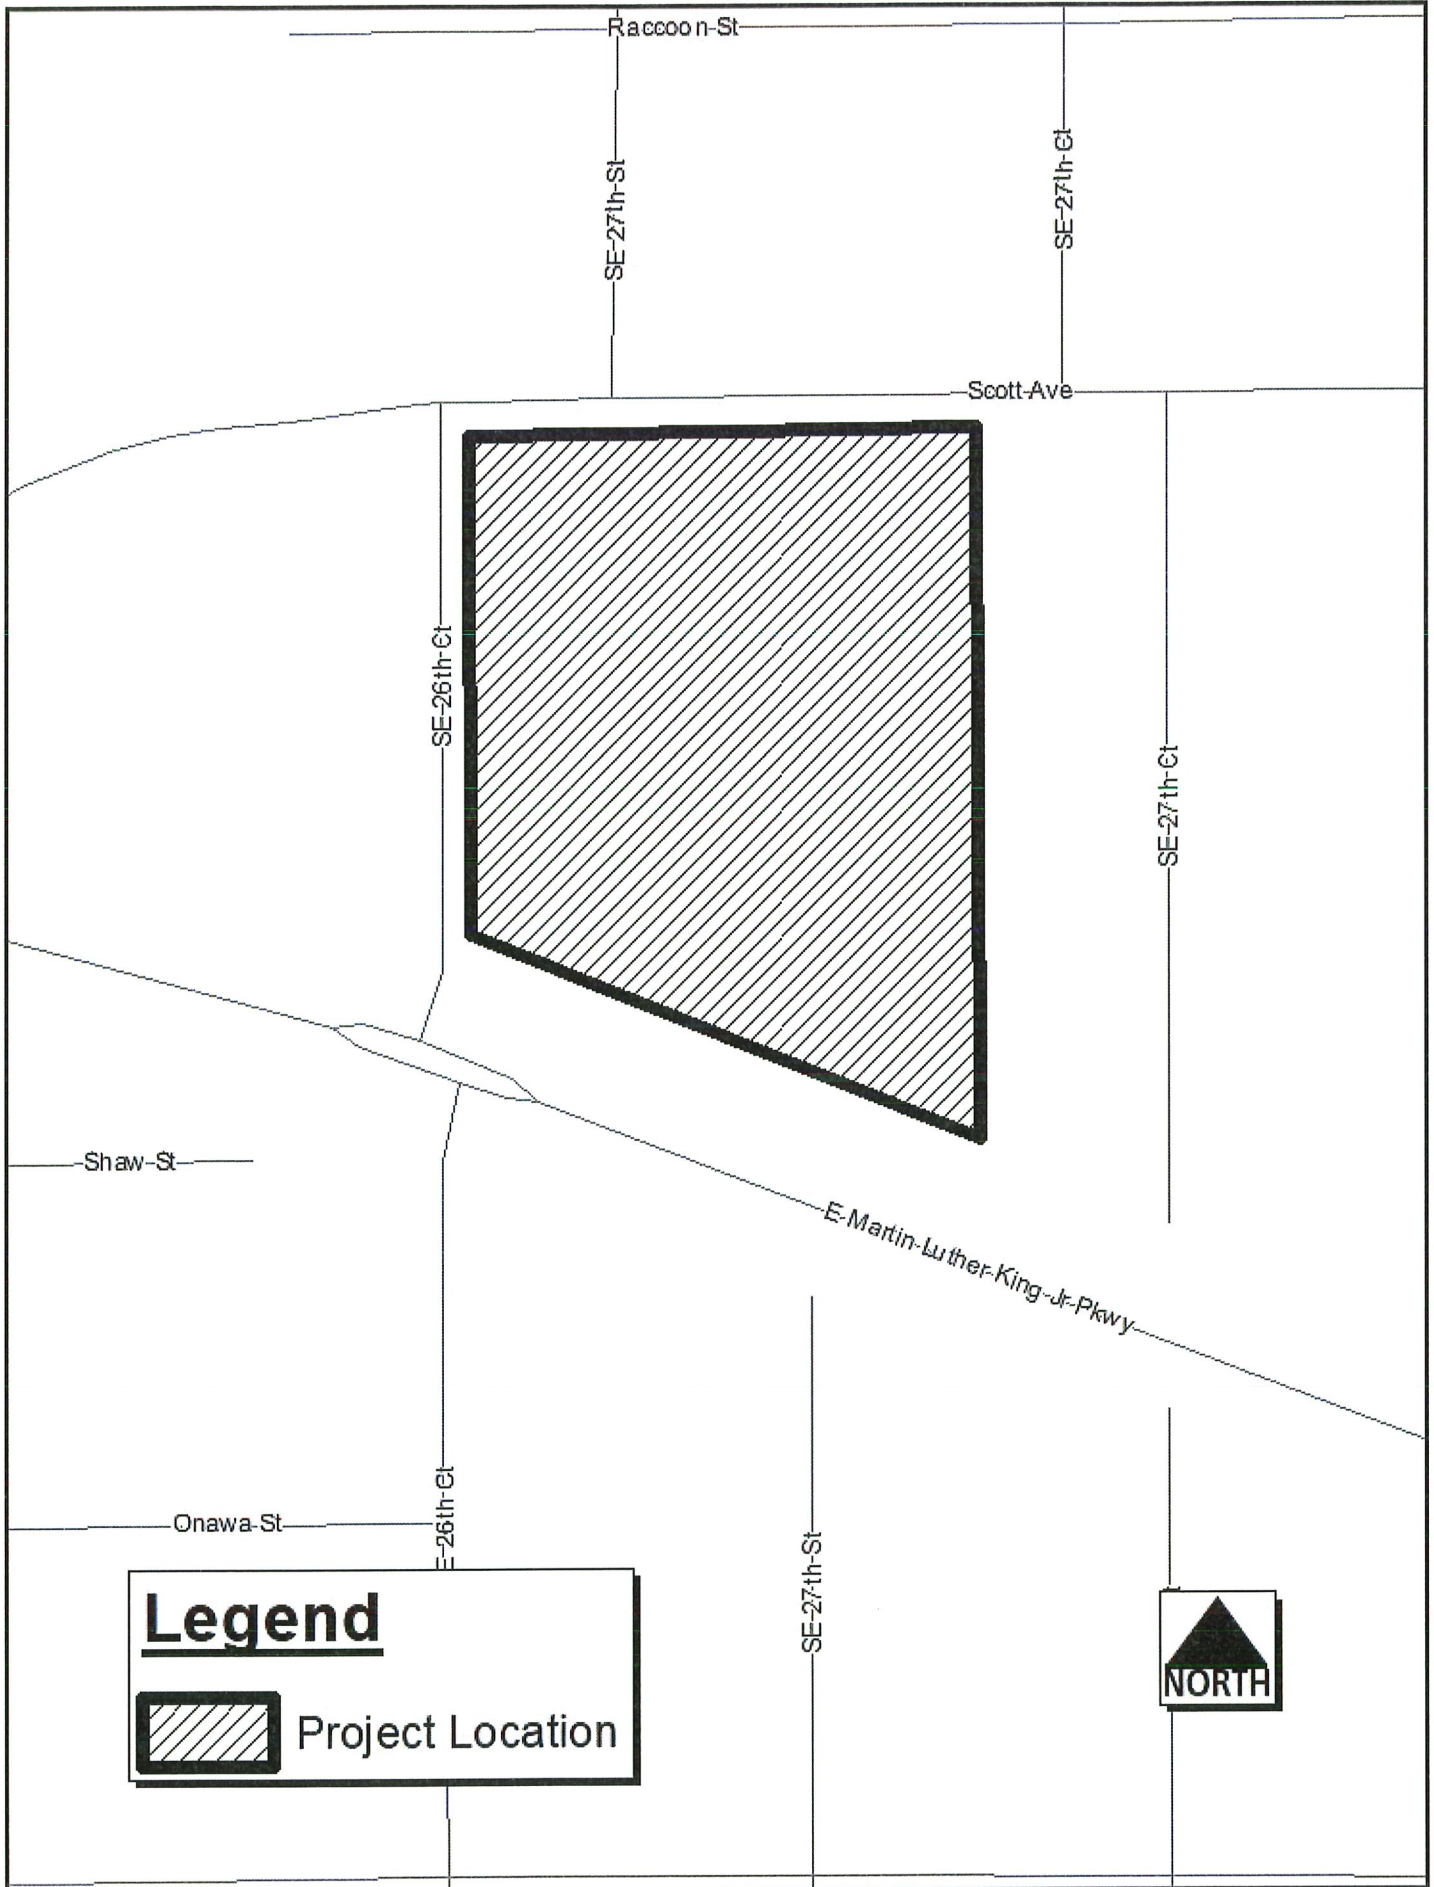 Raccoon St
SE 27th St
SE 27th Ct
Scott Ave
SE 26th Ct
SE 27th Ct
Shaw St
E Martin Luther King Jr Pkwy
Onawa St
E 26th Ct
SE 27th St
Legend
Project Location
NORTH